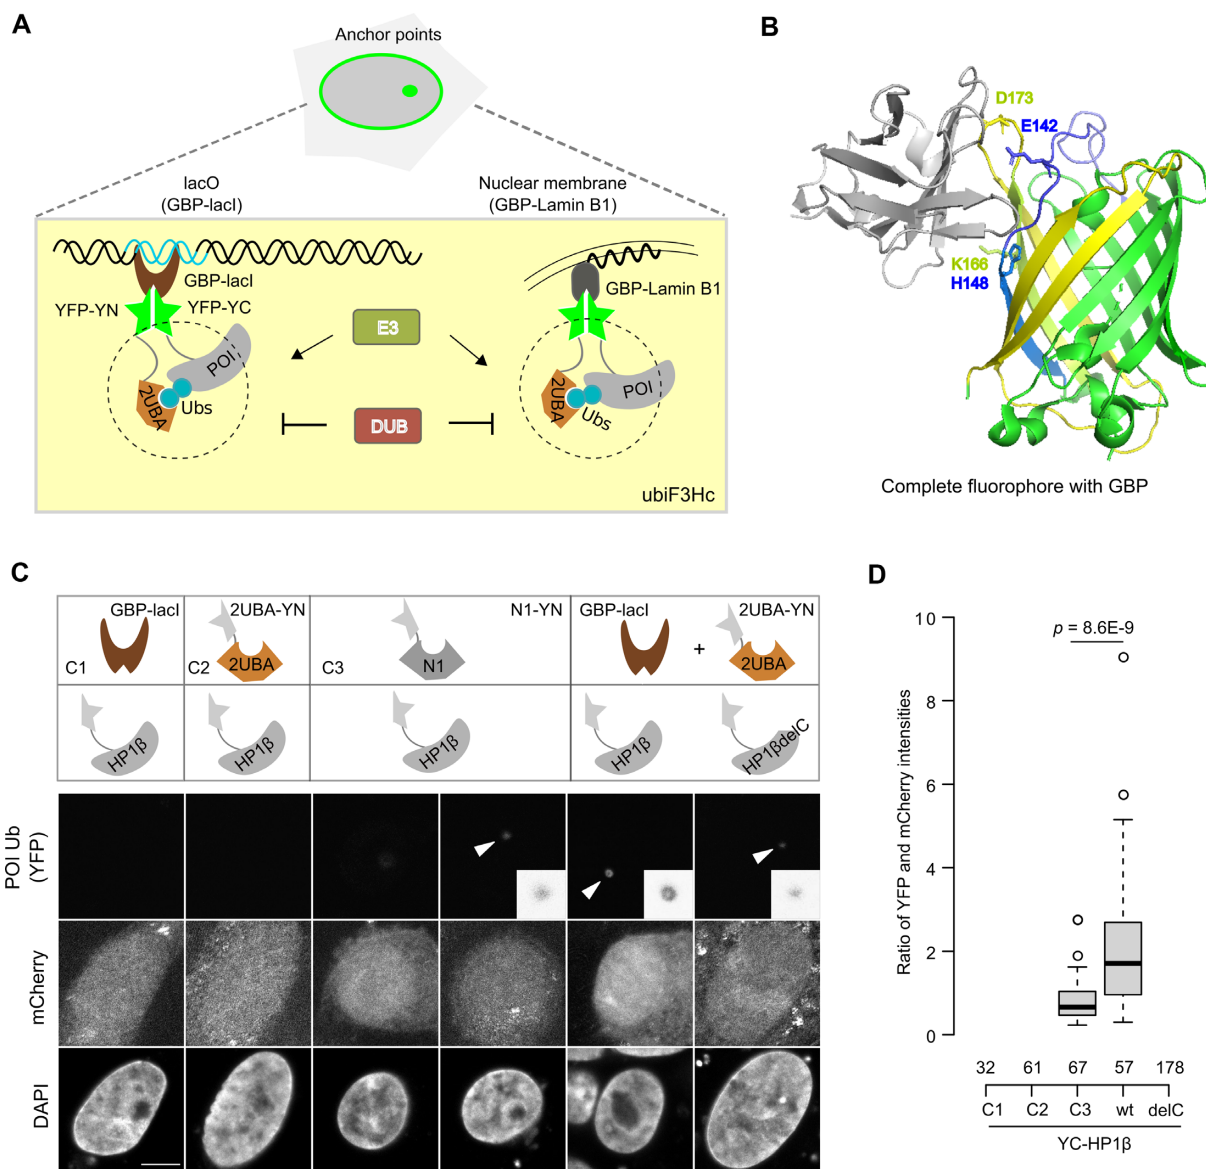 A
Anchor points
lacO
(GBP-lacI)
Nuclear membrane
(GBP-Lamin B1)
GBP-lacI
YFP-YN
YFP-YC
POI
2UBA
Ubs
E3
DUB
GBP-Lamin B1
POI
2UBA
Ubs
ubiF3Hc
B
D173
E142
K166
H148
Complete fluorophore with GBP
C
GBP-lacI
C1
2UBA-YN
C2
2UBA
N1-YN
C3
N1
GBP-lacI
+
2UBA-YN
2UBA
HP1β
HP1β
HP1β
HP1β
HP1βdelC
POI Ub
(YFP)
mCherry
DAPI
D
p = 8.6E-9
Ratio of YFP and mCherry intensities
10
8
6
4
2
0
32 61 67 57 178
C1 C2 C3 wt delC
YC-HP1β